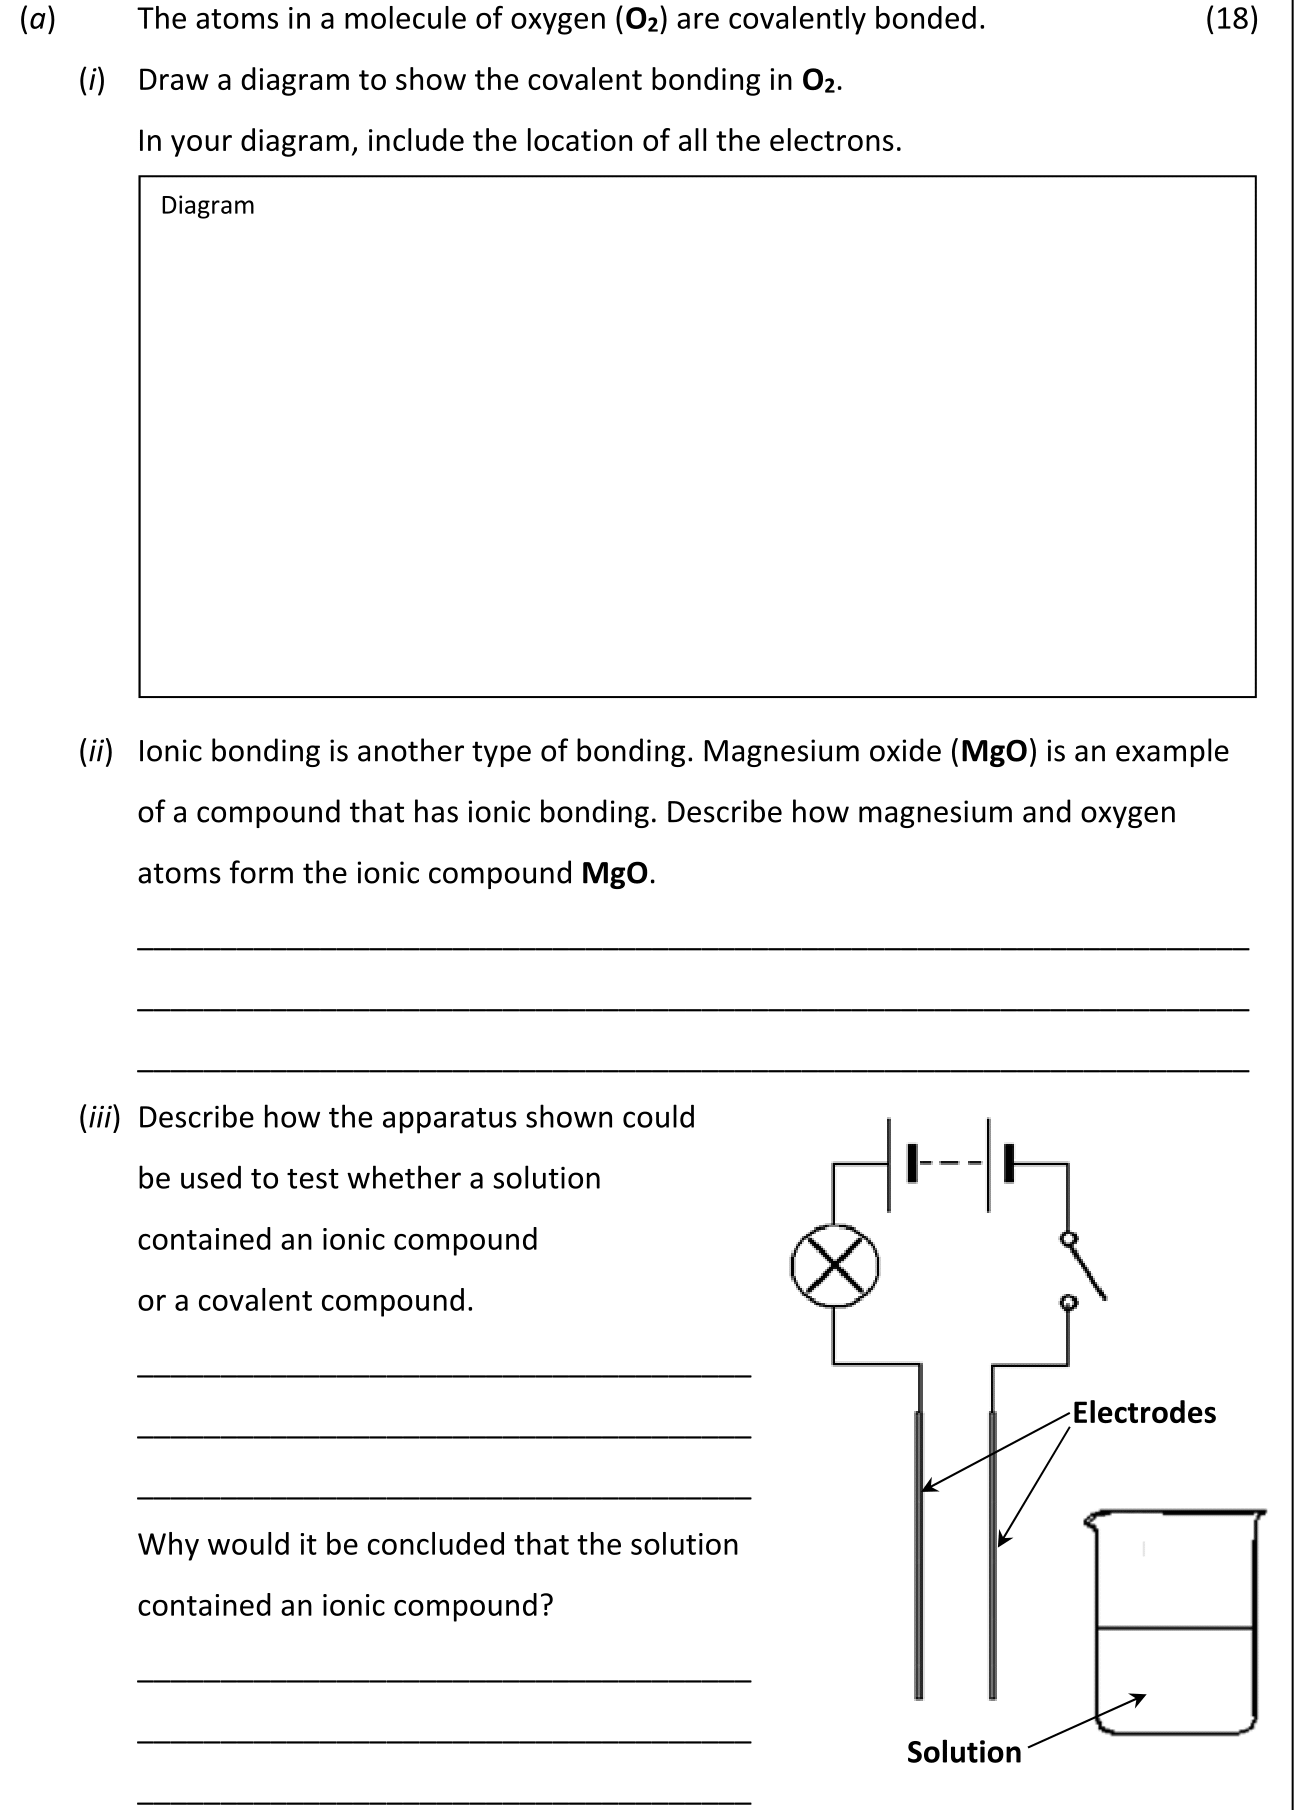 (a) The atoms in a molecule of oxygen (O₂) are covalently bonded. (18)
(i) Draw a diagram to show the covalent bonding in O₂.
In your diagram, include the location of all the electrons.
Diagram
(ii) Ionic bonding is another type of bonding. Magnesium oxide (MgO) is an example
of a compound that has ionic bonding. Describe how magnesium and oxygen
atoms form the ionic compound MgO.
(iii) Describe how the apparatus shown could
be used to test whether a solution
contained an ionic compound
or a covalent compound.
Electrodes
Why would it be concluded that the solution
contained an ionic compound?
Solution